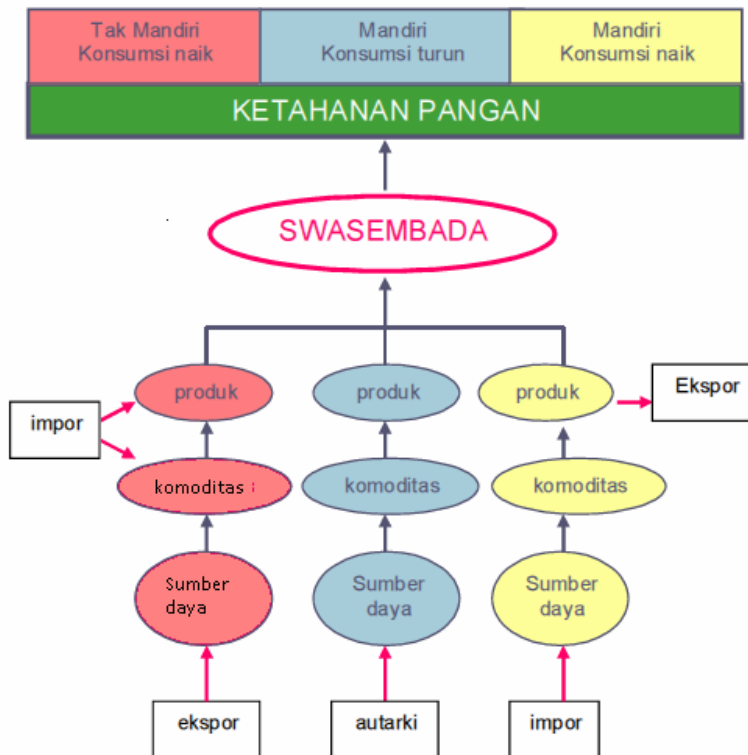 Tak Mandiri
Konsumsi naik
Mandiri
Konsumsi turun
Mandiri
Konsumsi naik
KETAHANAN PANGAN
SWASEMBADA
produk
produk
produk
Ekspor
impor
komoditas
komoditas
komoditas
Sumber
daya
Sumber
daya
Sumber
daya
ekspor
autarki
impor